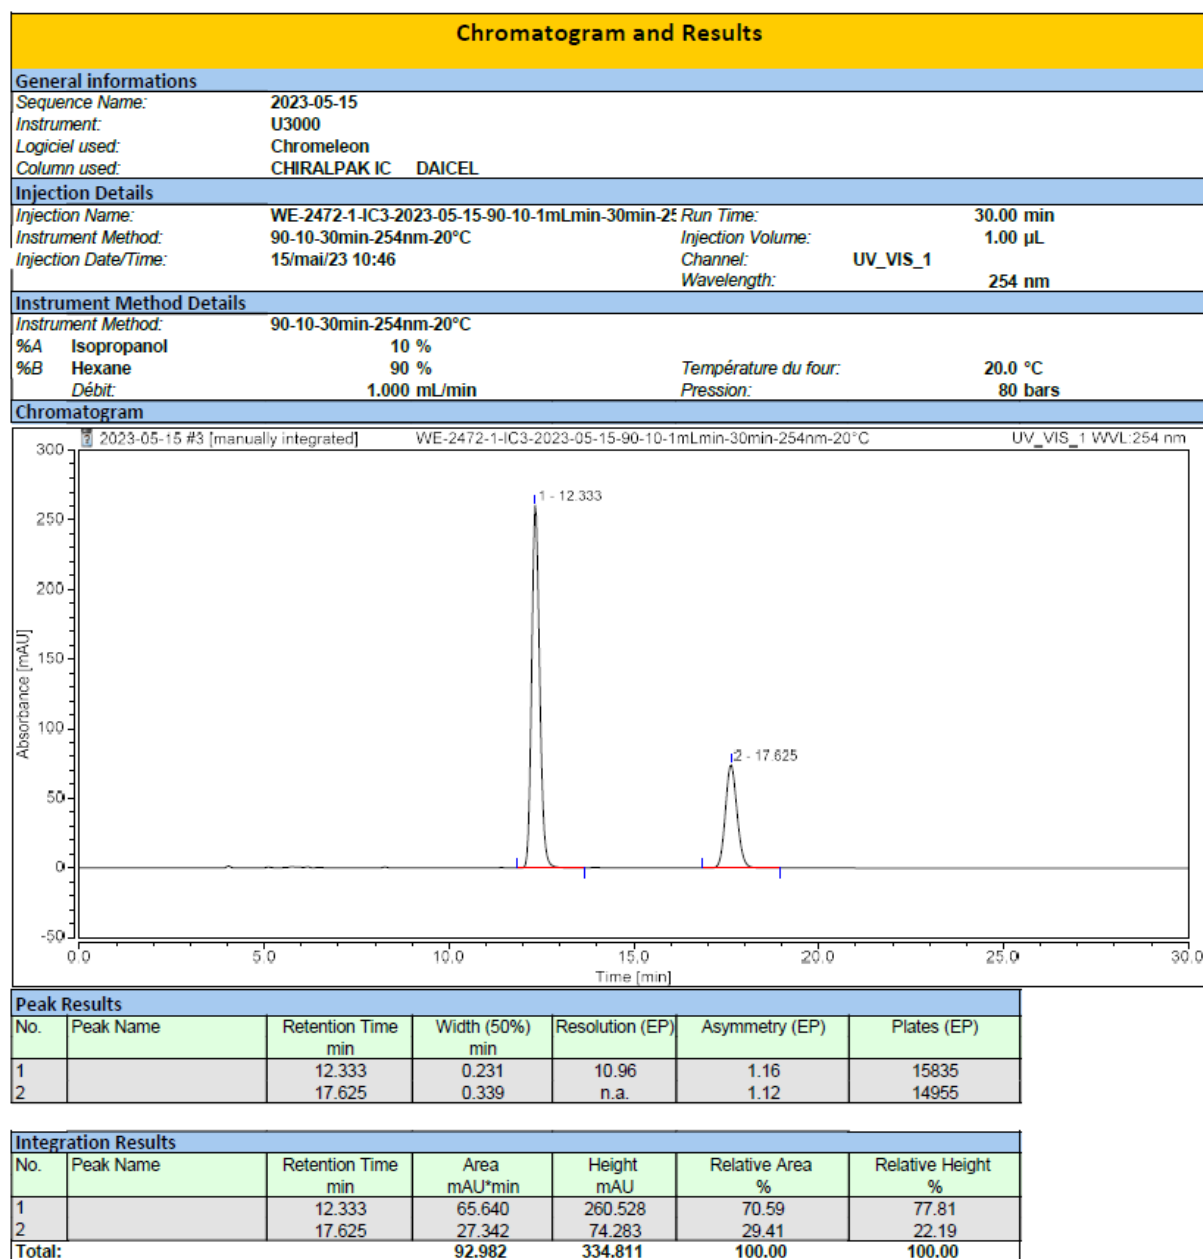 Chromatogram and Results
General informations
Sequence Name: 2023-05-15
Instrument: U3000
Logiciel used: Chromeleon
Column used: CHIRALPAK IC DAICEL
Injection Details
Injection Name: WE-2472-1-IC3-2023-05-15-90-10-1mLmin-30min-25 Run Time: 30.00 min
Instrument Method: 90-10-30min-254nm-20°C Injection Volume: 1.00 µL
Injection Date/Time: 15/mai/23 10:46 Channel: UV_VIS_1
Wavelength: 254 nm
Instrument Method Details
Instrument Method: 90-10-30min-254nm-20°C
%A Isopropanol 10 %
%B Hexane 90 % Température du four: 20.0 °C
Débit: 1.000 mL/min Pression: 80 bars
Chromatogram
2023-05-15 #3 [manually integrated] WE-2472-1-IC3-2023-05-15-90-10-1mLmin-30min-254nm-20°C UV_VIS_1 WVL:254 nm
300
1 - 12.333
250
200
150
Absorbance [mAU]
100
2 - 17.625
50
0
-50
0.0 5.0 10.0 15.0 20.0 25.0 30.0
Time [min]
Peak Results
No. Peak Name Retention Time Width (50%) Resolution (EP) Asymmetry (EP) Plates (EP)
min min
1 12.333 0.231 10.96 1.16 15835
2 17.625 0.339 n.a. 1.12 14955
Integration Results
No. Peak Name Retention Time Area Height Relative Area Relative Height
min mAU*min mAU % %
1 12.333 65.640 260.528 70.59 77.81
2 17.625 27.342 74.283 29.41 22.19
Total: 92.982 334.811 100.00 100.00